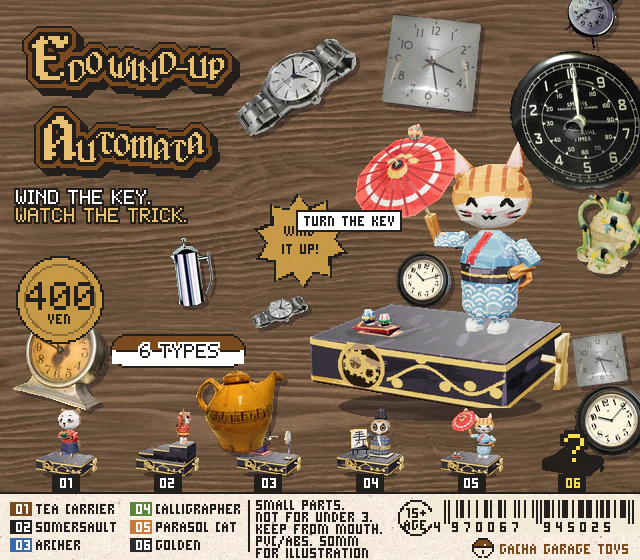 EDO WIND-UP
AUTOMATA
WIND THE KEY.
WATCH THE TRICK.
TURN THE KEY
IT UP!
400
YEN
6 TYPES
01
02
03
04
05
?
06
01 TEA CARRIER
02 SOMERSAULT
03 ARCHER
04 CALLIGRAPHER
05 PARASOL CAT
06 GOLDEN
SMALL PARTS.
NOT FOR UNDER 3.
KEEP FROM MOUTH.
PVC/ABS. 50MM
FOR ILLUSTRATION
15+
AGE
4 970067 945025
GACHA GARAGE TOYS